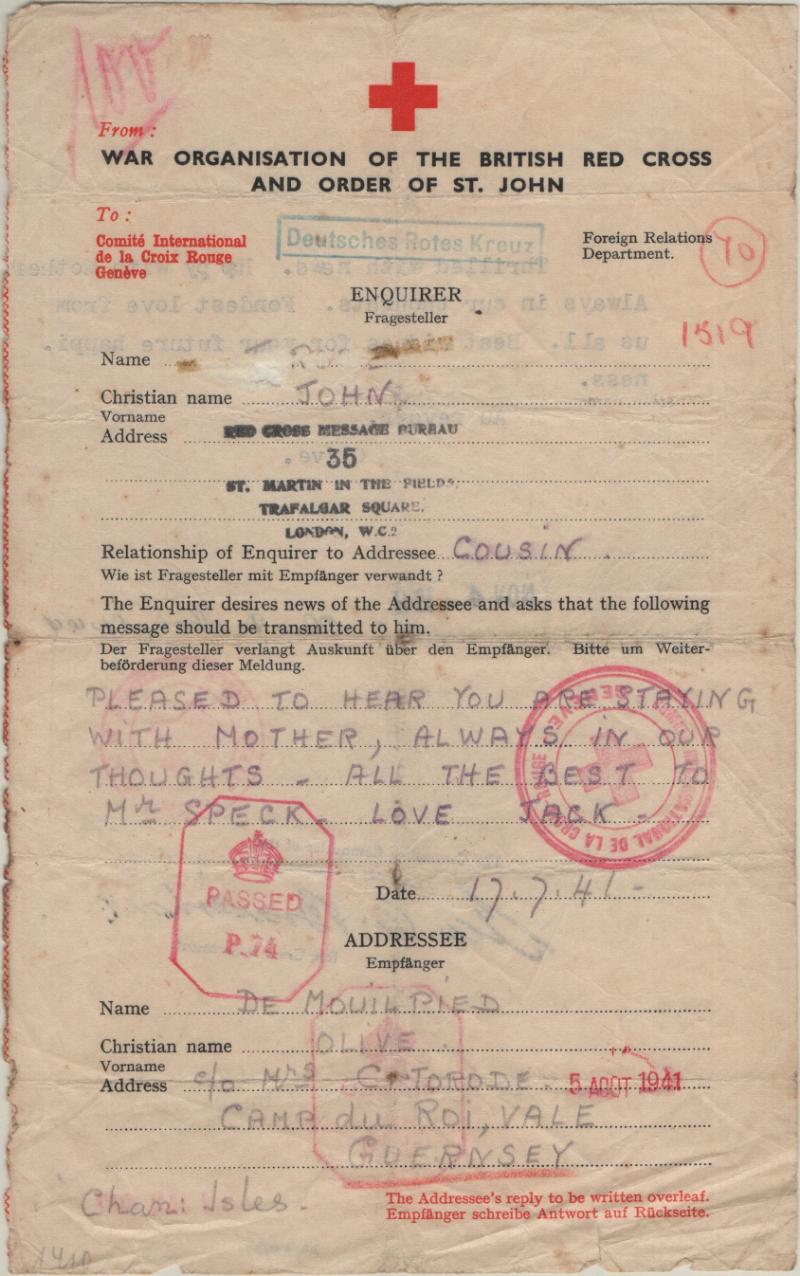 From:
WAR ORGANISATION OF THE BRITISH RED CROSS
AND ORDER OF ST. JOHN
To:
Comité International
de la Croix Rouge
Genève
Deutsches Rotes Kreuz
Foreign Relations
Department.
70
1519
ENQUIRER
Fragesteller
Name
Christian name JOHN
Vorname
Address RED CROSS MESSAGE BUREAU
35
ST. MARTIN IN THE FIELDS,
TRAFALGAR SQUARE,
LONDON, W.C.2
Relationship of Enquirer to Addressee COUSIN.
Wie ist Fragesteller mit Empfänger verwandt ?
The Enquirer desires news of the Addressee and asks that the following
message should be transmitted to him.
Der Fragesteller verlangt Auskunft über den Empfänger. Bitte um Weiter-
beförderung dieser Meldung.
PLEASED TO HEAR YOU ARE STAYING
WITH MOTHER, ALWAYS IN OUR
THOUGHTS - ALL THE BEST TO
Mr SPECK. LOVE JACK -
PASSED
P.74
Date 17.7.41-
ADDRESSEE
Empfänger
Name DE MOUILPIED
Christian name OLIVE.
Vorname
Address c/o Mrs C. TORODE.
5 AOUT 1941
CAMP du ROI, VALE
GUERNSEY
Chan: Isles.
The Addressee's reply to be written overleaf.
Empfänger schreibe Antwort auf Rückseite.